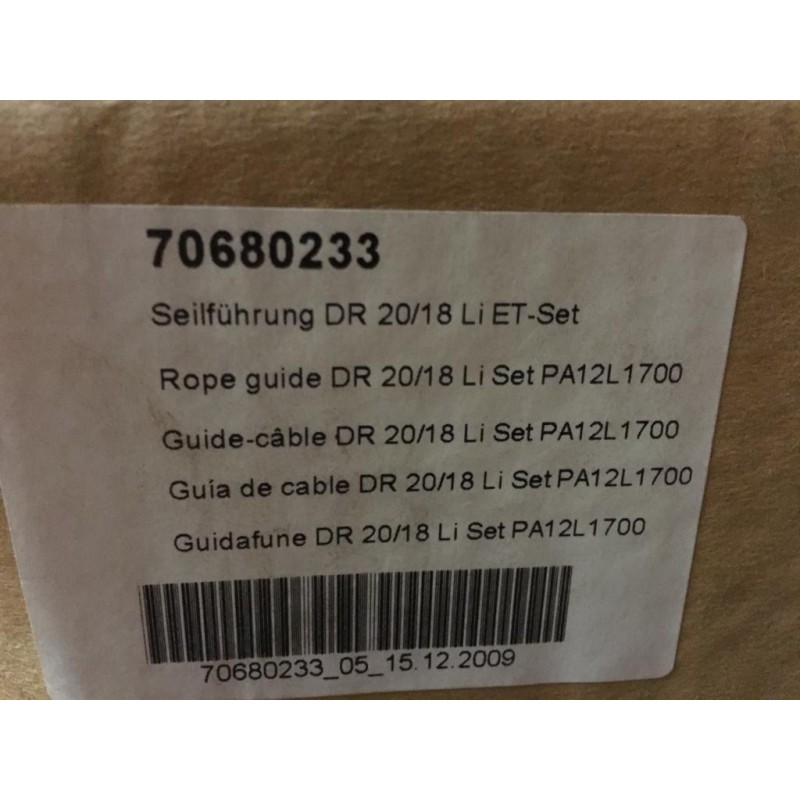 70680233
Seilführung DR 20/18 Li ET-Set
Rope guide DR 20/18 Li Set PA12L1700
Guide-câble DR 20/18 Li Set PA12L1700
Guía de cable DR 20/18 Li Set PA12L1700
Guidafune DR 20/18 Li Set PA12L1700
70680233_05_15.12.2009